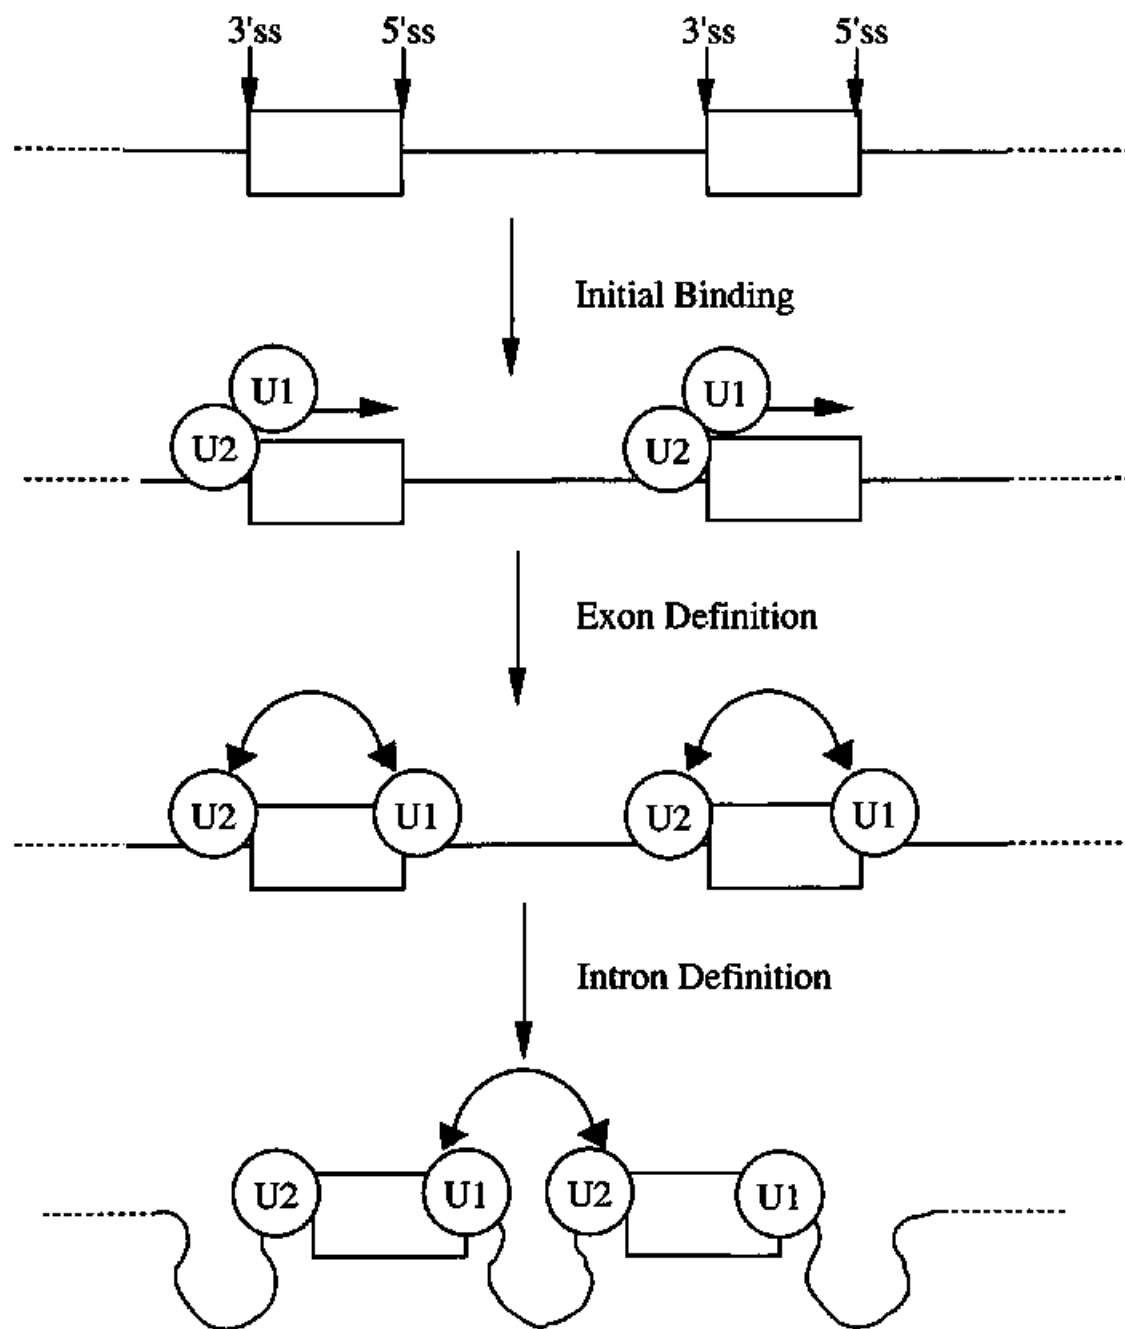 3'ss 5'ss 3'ss 5'ss
Initial Binding
U1 U1
U2 U2
Exon Definition
U2 U1 U2 U1
Intron Definition
U2 U1 U2 U1